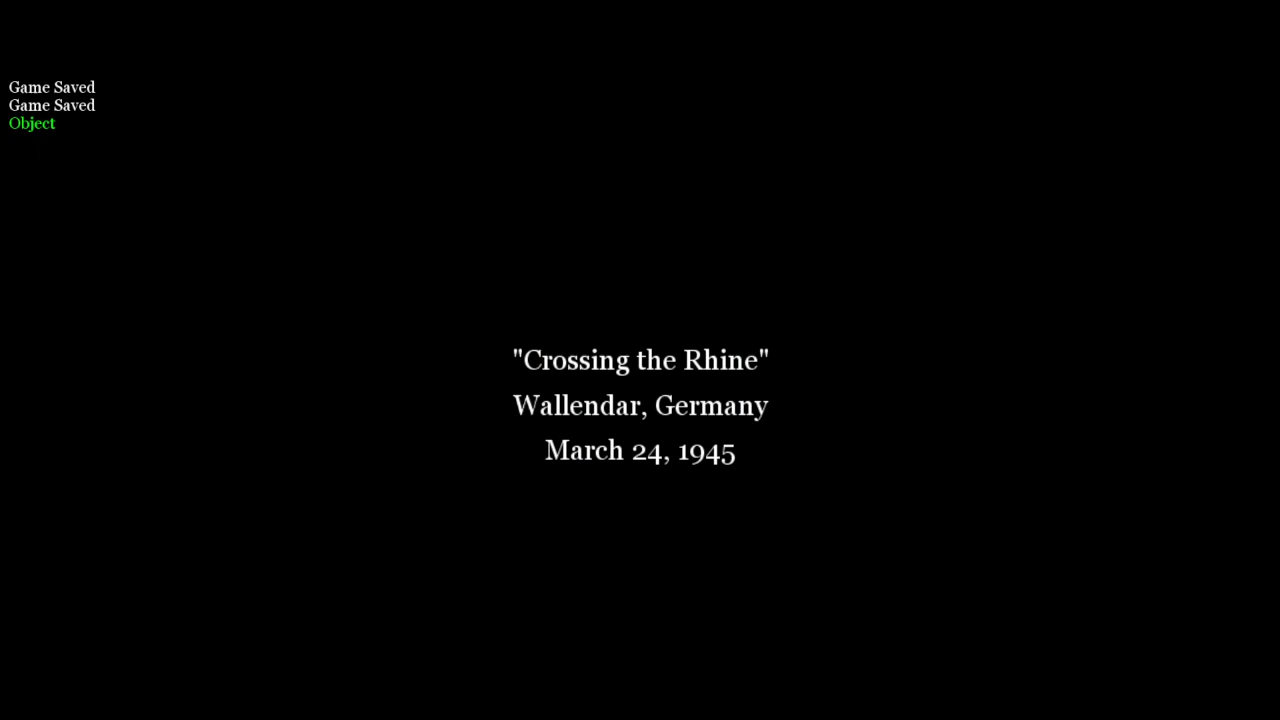 Game Saved
Game Saved
Object
"Crossing the Rhine"
Wallendar, Germany
March 24, 1945